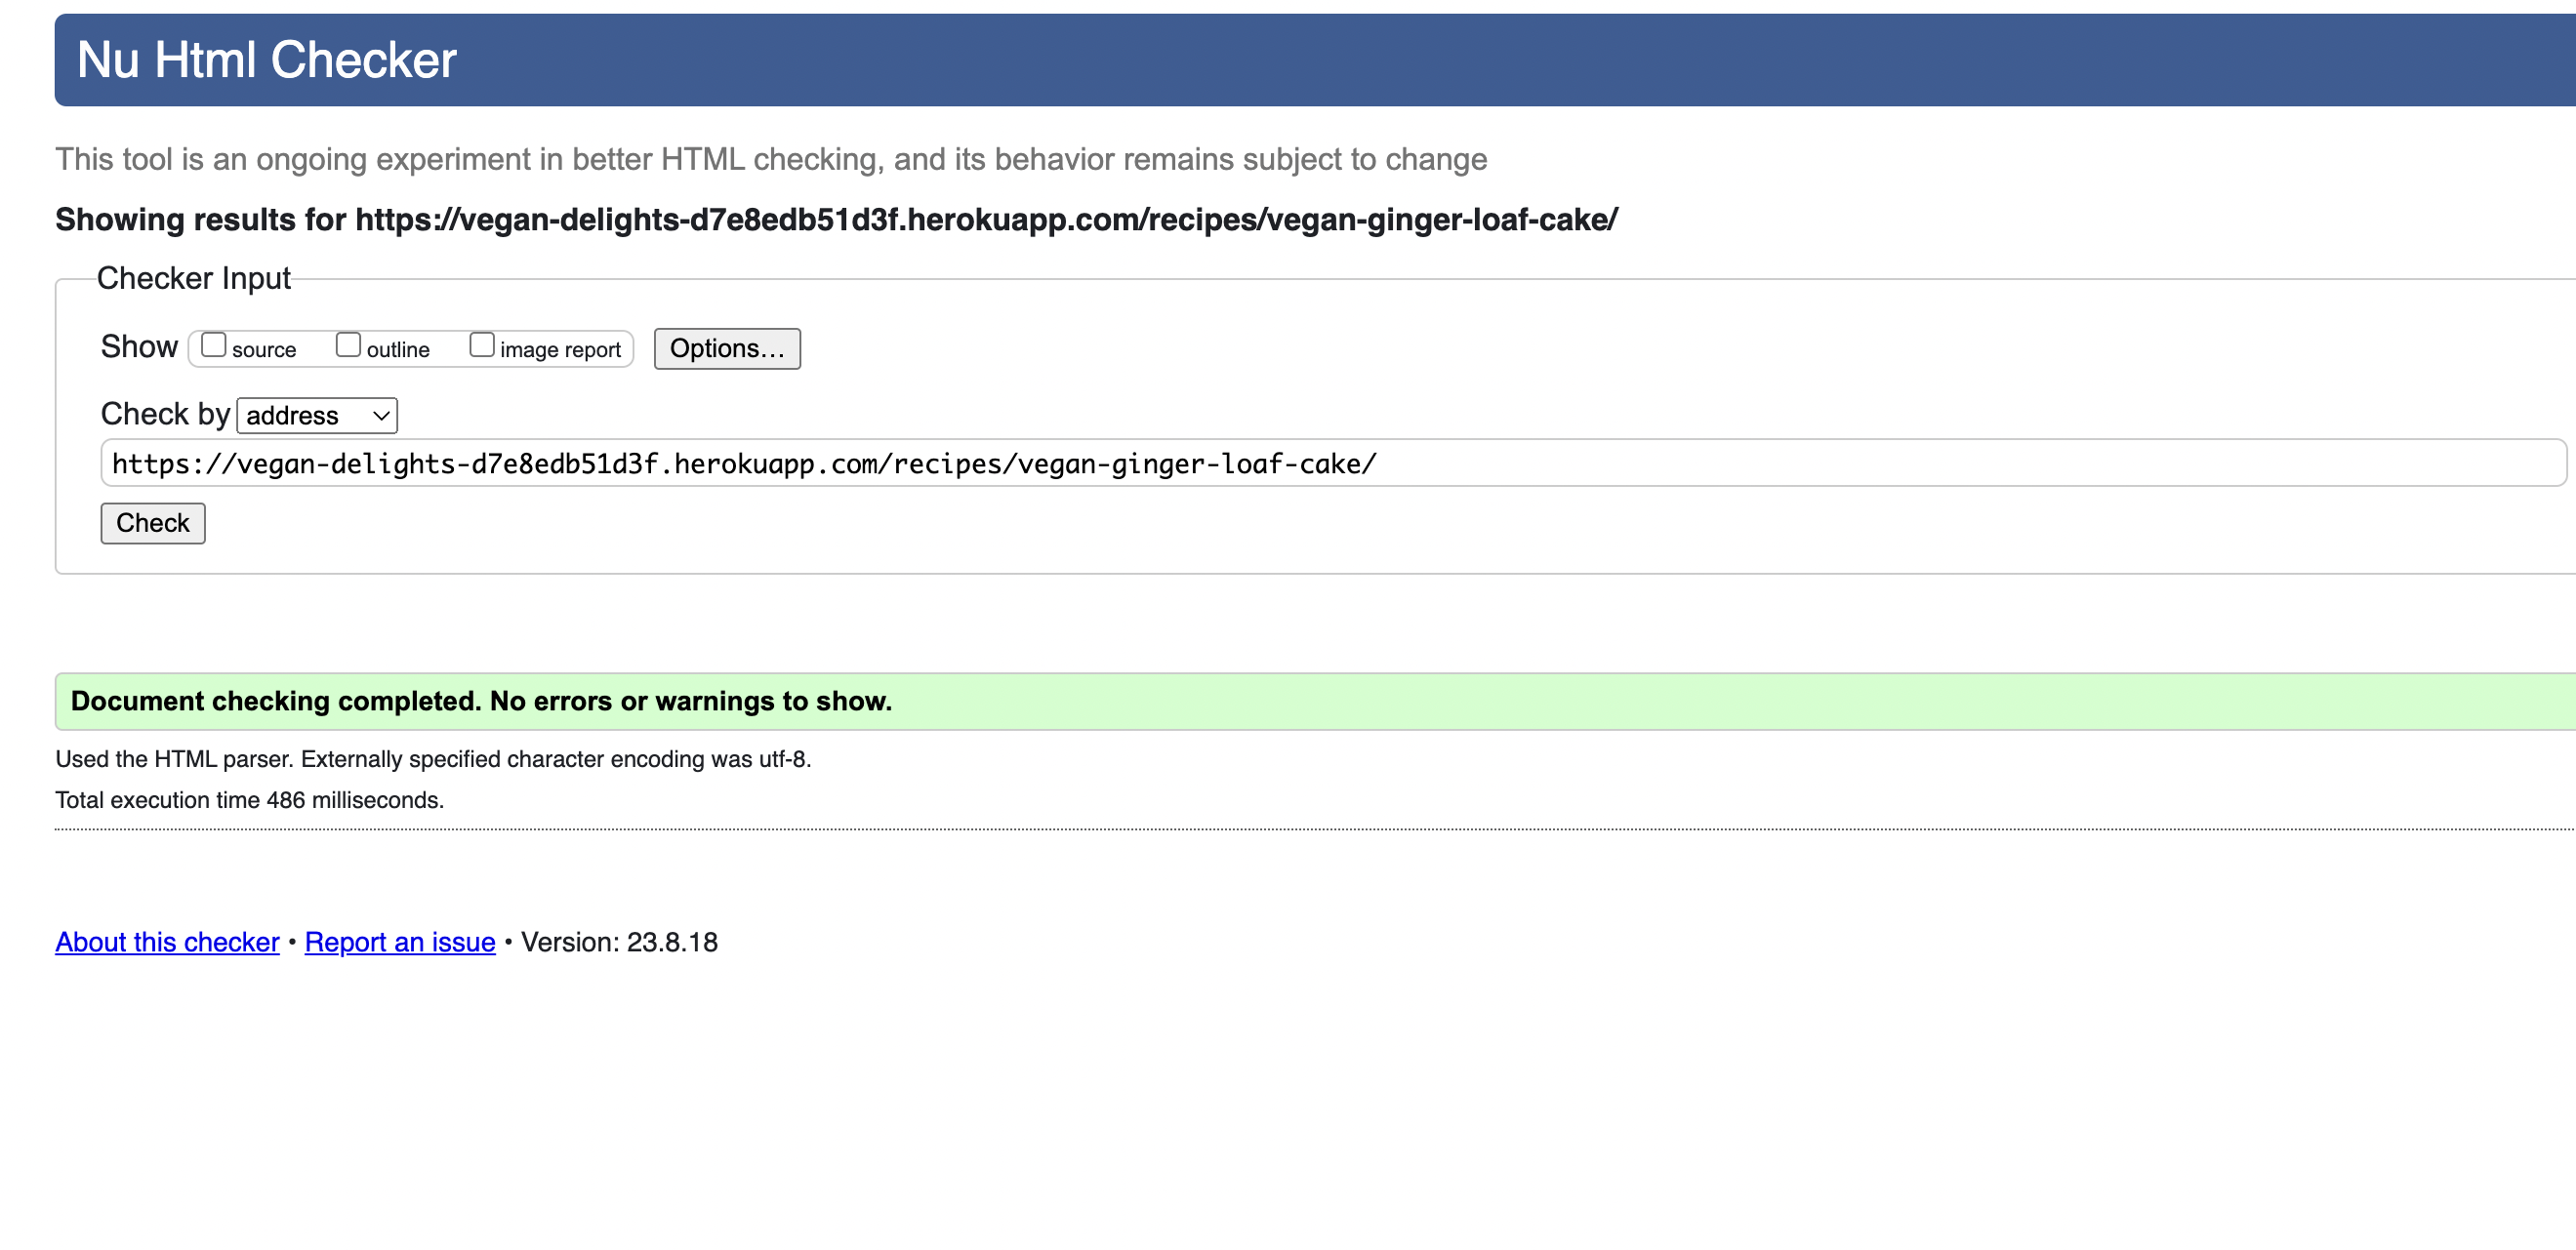 Nu Html Checker
This tool is an ongoing experiment in better HTML checking, and its behavior remains subject to change
Showing results for https://vegan-delights-d7e8edb51d3f.herokuapp.com/recipes/vegan-ginger-loaf-cake/
Checker Input
Show source outline image report Options...
Check by address
https://vegan-delights-d7e8edb51d3f.herokuapp.com/recipes/vegan-ginger-loaf-cake/
Check
Document checking completed. No errors or warnings to show.
Used the HTML parser. Externally specified character encoding was utf-8.
Total execution time 486 milliseconds.
About this checker • Report an issue • Version: 23.8.18